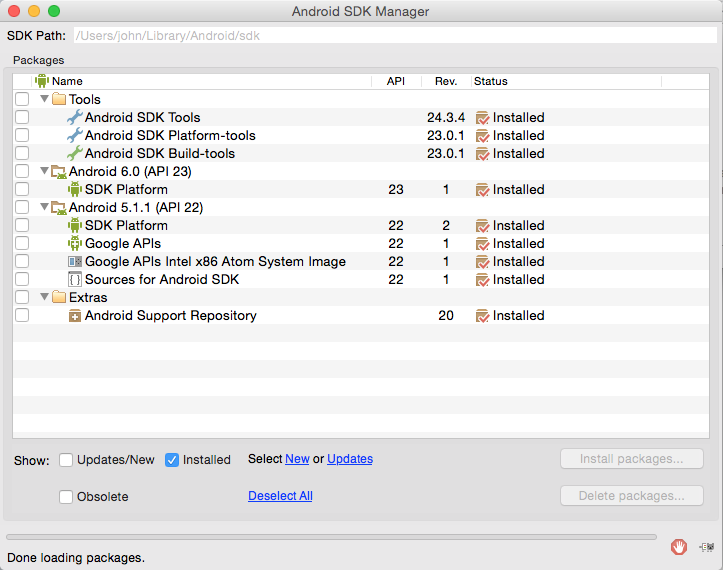 Android SDK Manager
SDK Path: /Users/john/Library/Android/sdk
Packages
Name API Rev. Status
Tools
Android SDK Tools 24.3.4 Installed
Android SDK Platform-tools 23.0.1 Installed
Android SDK Build-tools 23.0.1 Installed
Android 6.0 (API 23)
SDK Platform 23 1 Installed
Android 5.1.1 (API 22)
SDK Platform 22 2 Installed
Google APIs 22 1 Installed
Google APIs Intel x86 Atom System Image 22 1 Installed
Sources for Android SDK 22 1 Installed
Extras
Android Support Repository 20 Installed
Show: Updates/New Installed Select New or Updates Install packages...
Obsolete Deselect All Delete packages...
Done loading packages.